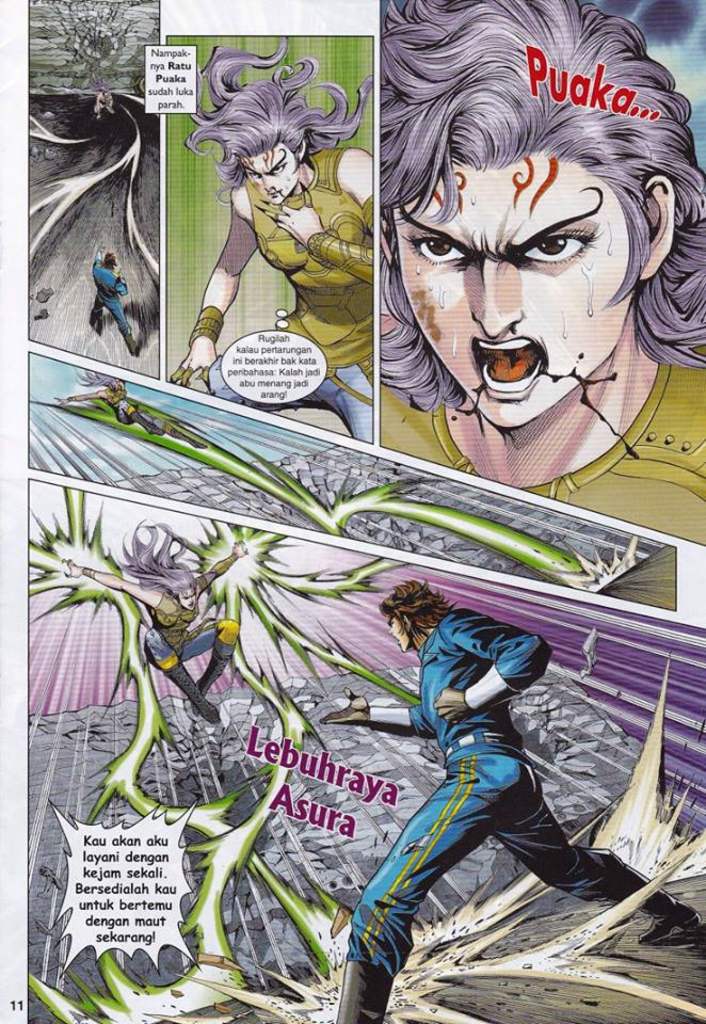 Nampak-
nya Ratu
Puaka
sudah luka
parah.
Puaka...
Rugilah
kalau pertarungan
ini berakhir bak kata
peribahasa: Kalah jadi
abu menang jadi
arang!
Lebuhraya
Asura
Kau akan aku
layani dengan
kejam sekali.
Bersedialah kau
untuk bertemu
dengan maut
sekarang!
11